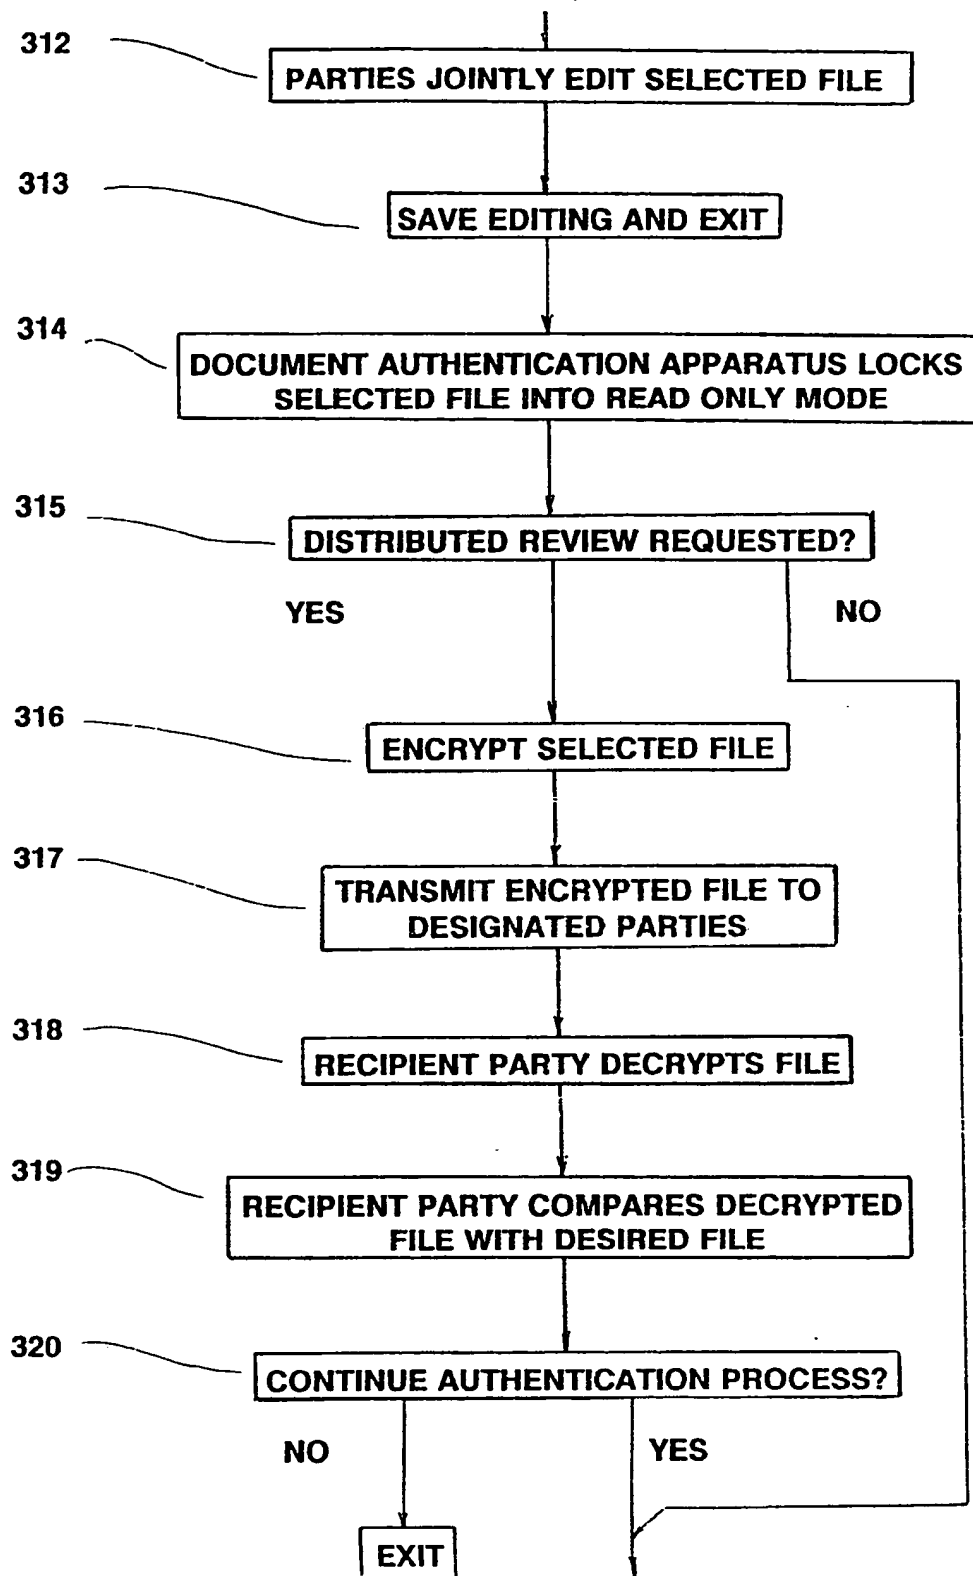 312
PARTIES JOINTLY EDIT SELECTED FILE
313
SAVE EDITING AND EXIT
314
DOCUMENT AUTHENTICATION APPARATUS LOCKS
SELECTED FILE INTO READ ONLY MODE
315
DISTRIBUTED REVIEW REQUESTED?
YES
NO
316
ENCRYPT SELECTED FILE
317
TRANSMIT ENCRYPTED FILE TO
DESIGNATED PARTIES
318
RECIPIENT PARTY DECRYPTS FILE
319
RECIPIENT PARTY COMPARES DECRYPTED
FILE WITH DESIRED FILE
320
CONTINUE AUTHENTICATION PROCESS?
NO
YES
EXIT